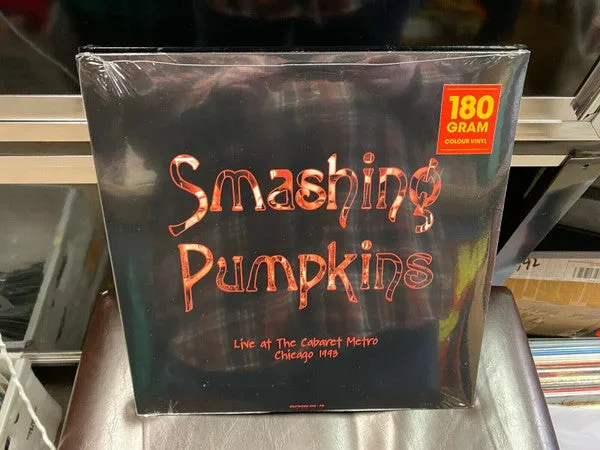 180
GRAM
COLOUR VINYL
Smashing
Pumpkins
Live at The Cabaret Metro
Chicago 1993